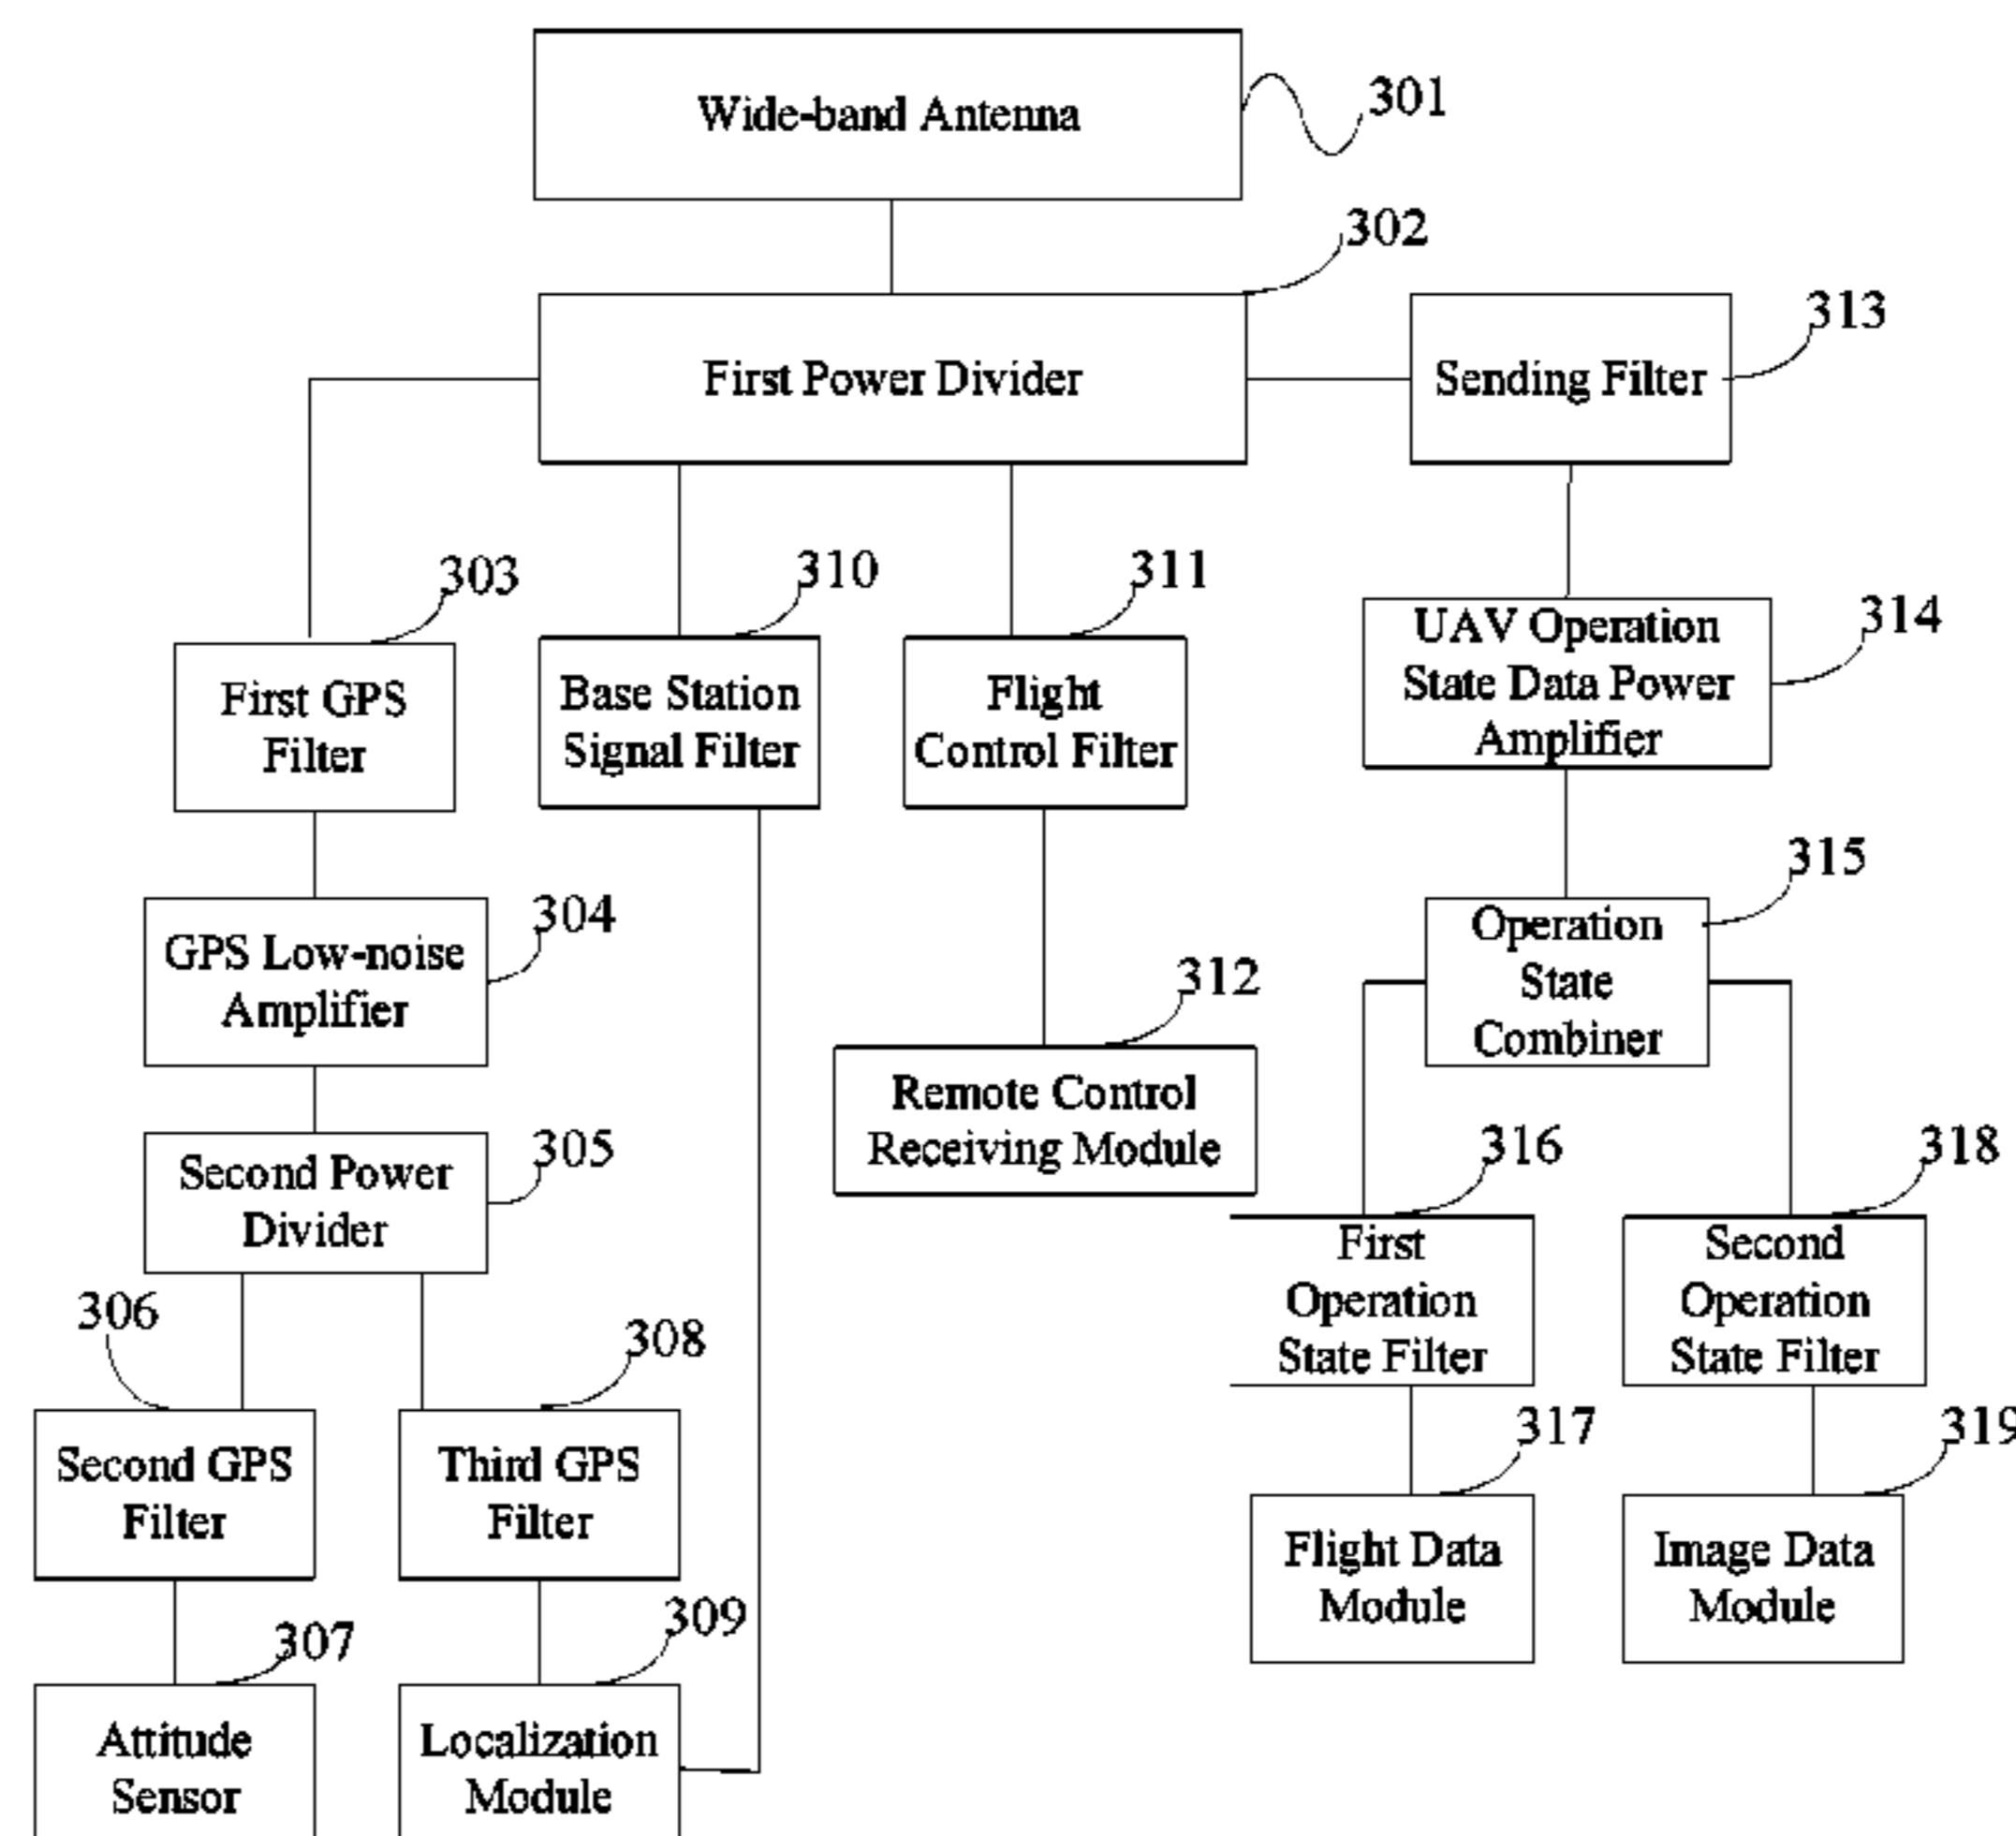 Wide-band Antenna
301
302
First Power Divider
313
Sending Filter
303
First GPS
Filter
310
Base Station
Signal Filter
311
Flight
Control Filter
314
UAV Operation
State Data Power
Amplifier
304
GPS Low-noise
Amplifier
312
Remote Control
Receiving Module
315
Operation
State
Combiner
305
Second Power
Divider
316
First
Operation
State Filter
318
Second
Operation
State Filter
306
Second GPS
Filter
308
Third GPS
Filter
317
Flight Data
Module
319
Image Data
Module
307
Attitude
Sensor
309
Localization
Module